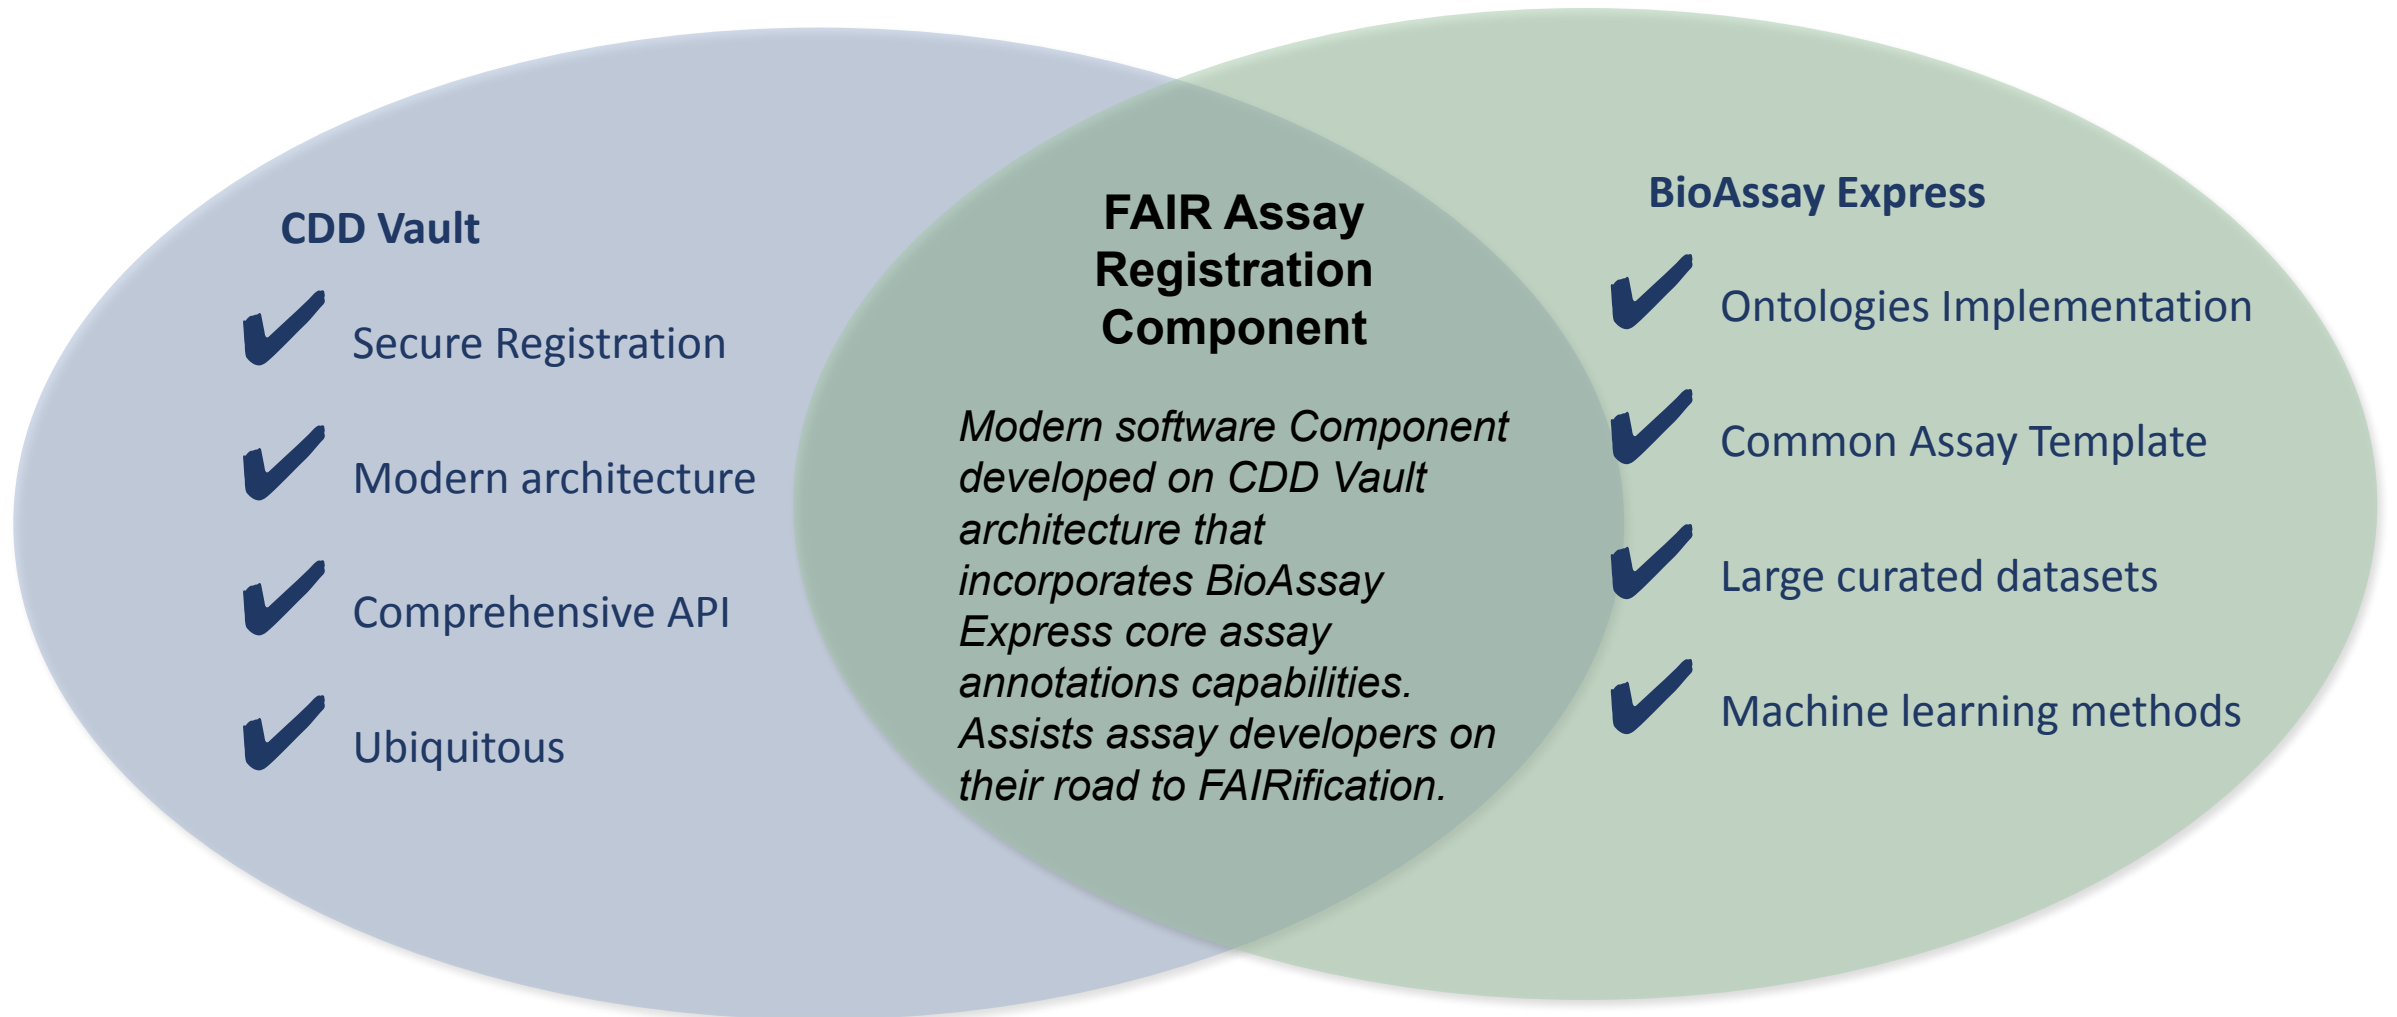 CDD Vault
Secure Registration
Modern architecture
Comprehensive API
Ubiquitous
FAIR Assay
Registration
Component
Modern software Component
developed on CDD Vault
architecture that
incorporates BioAssay
Express core assay
annotations capabilities.
Assists assay developers on
their road to FAIRification.
BioAssay Express
Ontologies Implementation
Common Assay Template
Large curated datasets
Machine learning methods